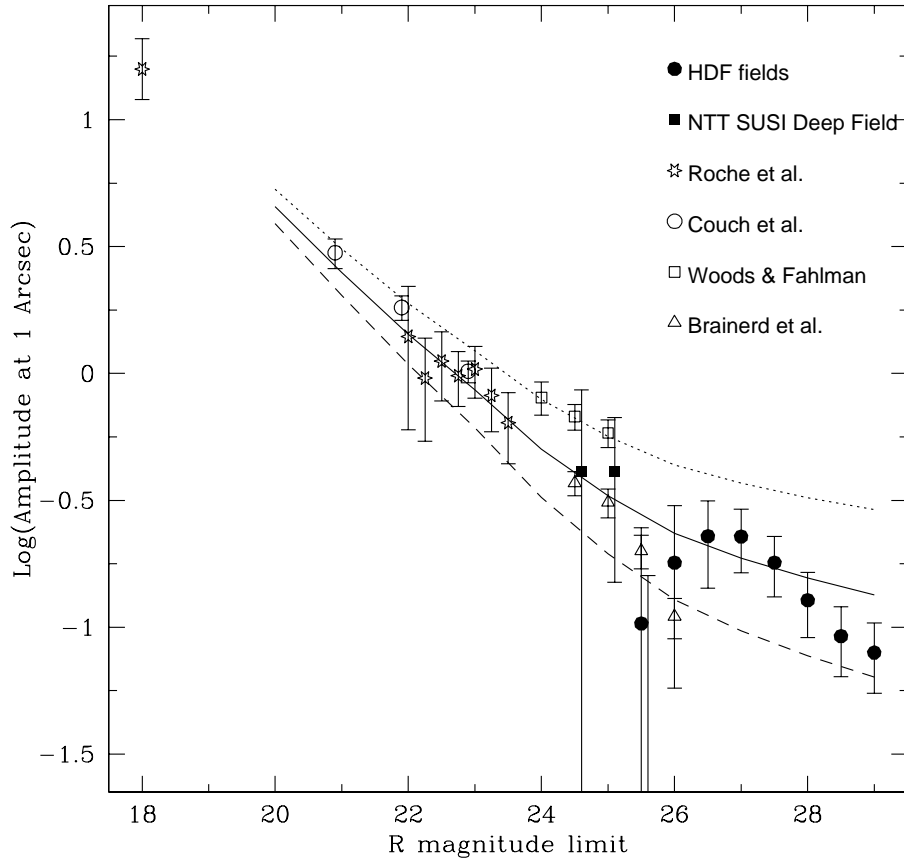 HDF fields
NTT SUSI Deep Field
Roche et al.
Couch et al.
Woods & Fahlman
Brainerd et al.
Log(Amplitude at 1 Arcsec)
1
0.5
0
−0.5
−1
−1.5
18 20 22 24 26 28
R magnitude limit